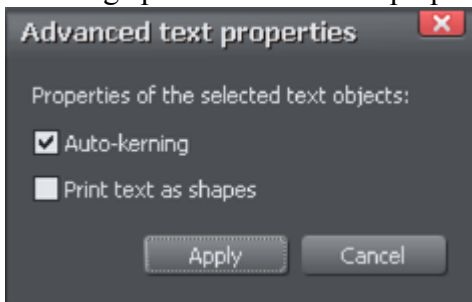 Advanced text properties
Properties of the selected text objects:
Auto-kerning
Print text as shapes
Apply Cancel